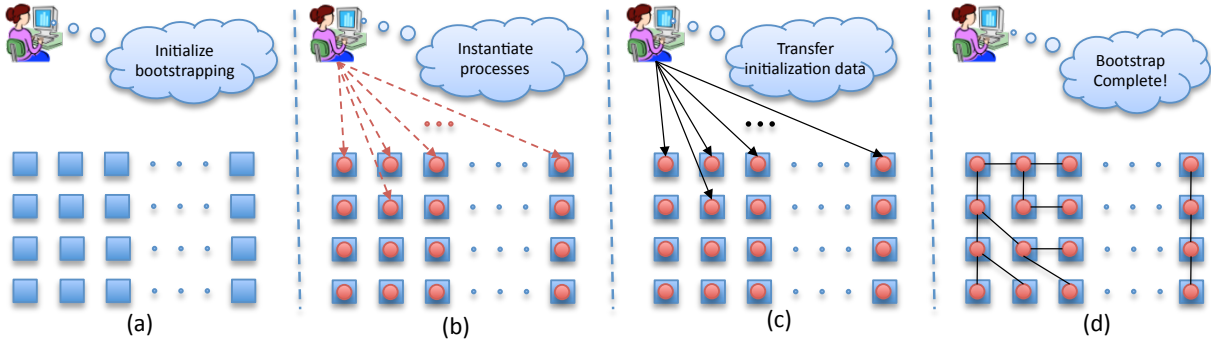 Initialize
bootstrapping
(a)
Instantiate
processes
(b)
Transfer
initialization data
(c)
Bootstrap
Complete!
(d)